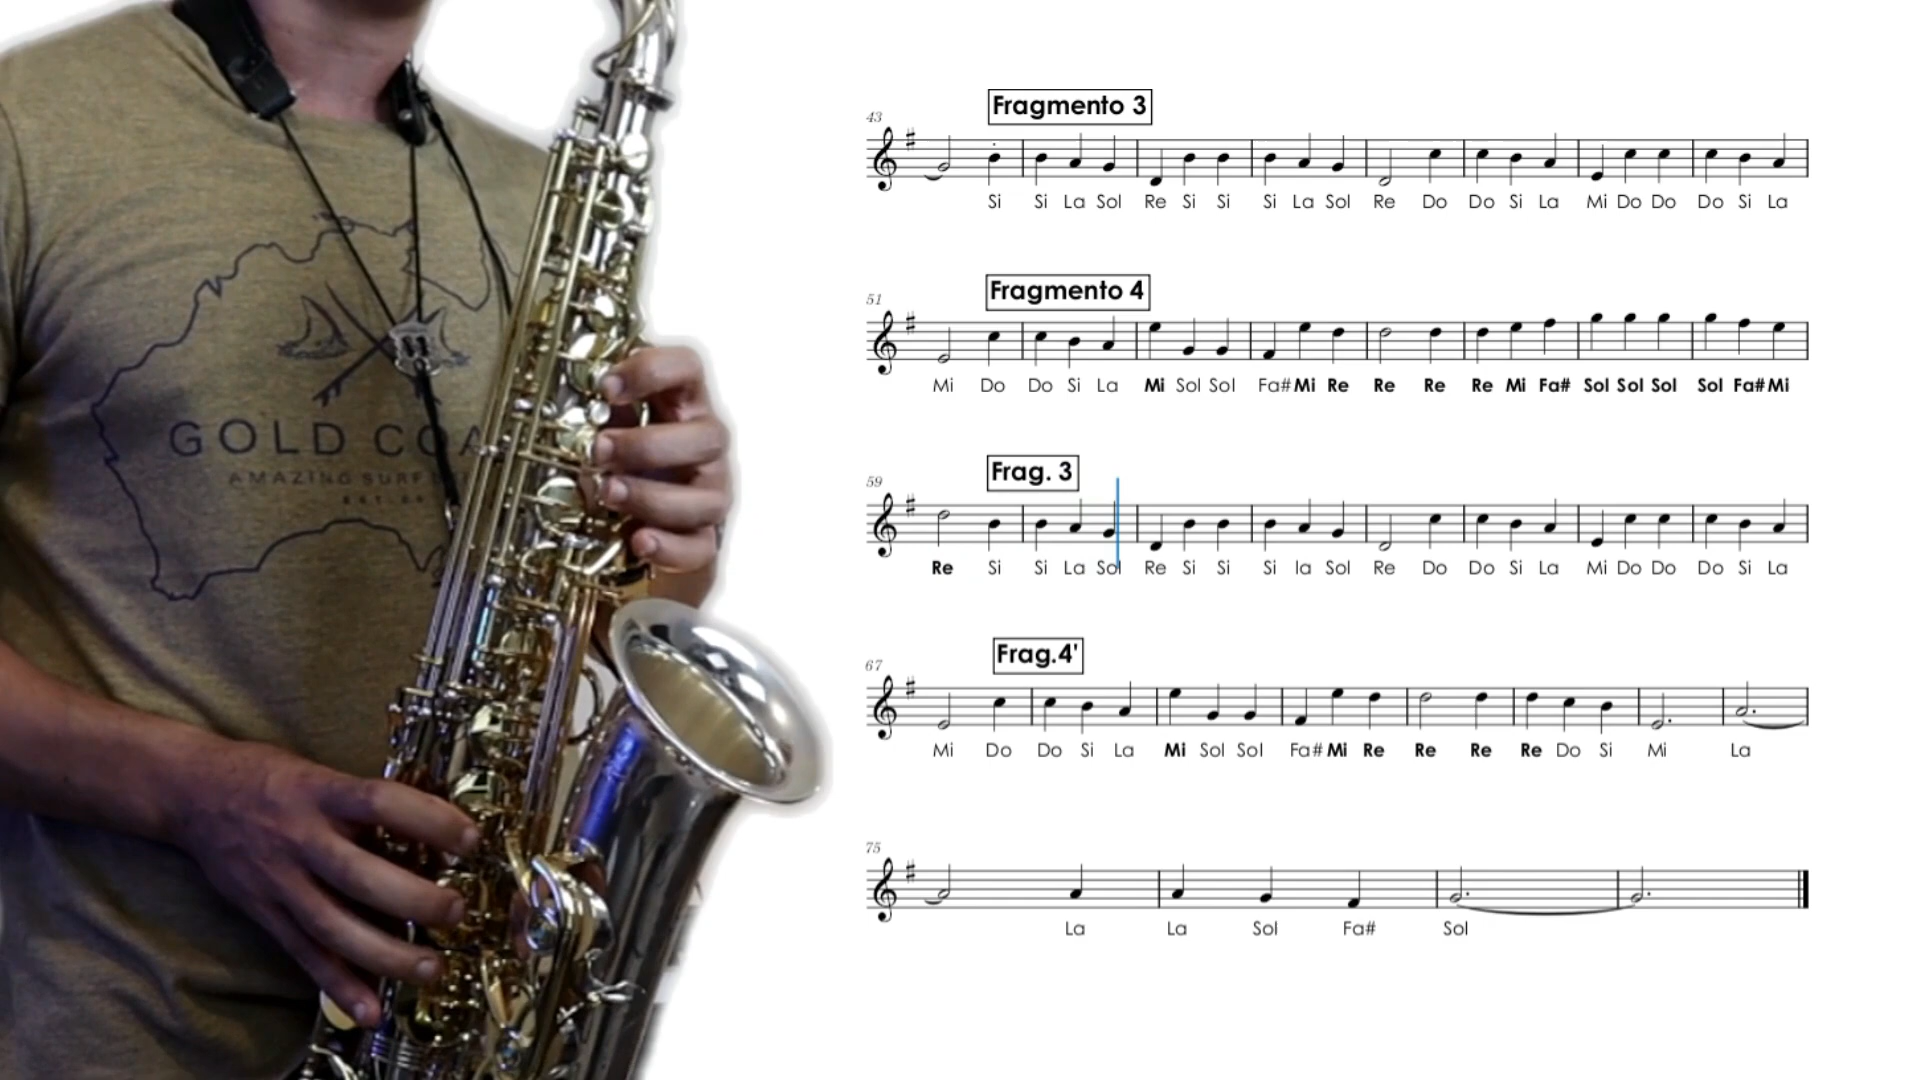 GOLD COA
AMAZING SURF
Fragmento 3
43
Si Si La Sol Re Si Si Si La Sol Re Do Do Si La Mi Do Do Do Si La
Fragmento 4
51
Mi Do Do Si La Mi Sol Sol Fa# Mi Re Re Re Re Mi Fa# Sol Sol Sol Sol Fa# Mi
Frag. 3
59
Re Si Si La Sol Re Si Si Si la Sol Re Do Do Si La Mi Do Do Do Si La
Frag.4'
67
Mi Do Do Si La Mi Sol Sol Fa# Mi Re Re Re Re Do Si Mi La
75
La La Sol Fa# Sol